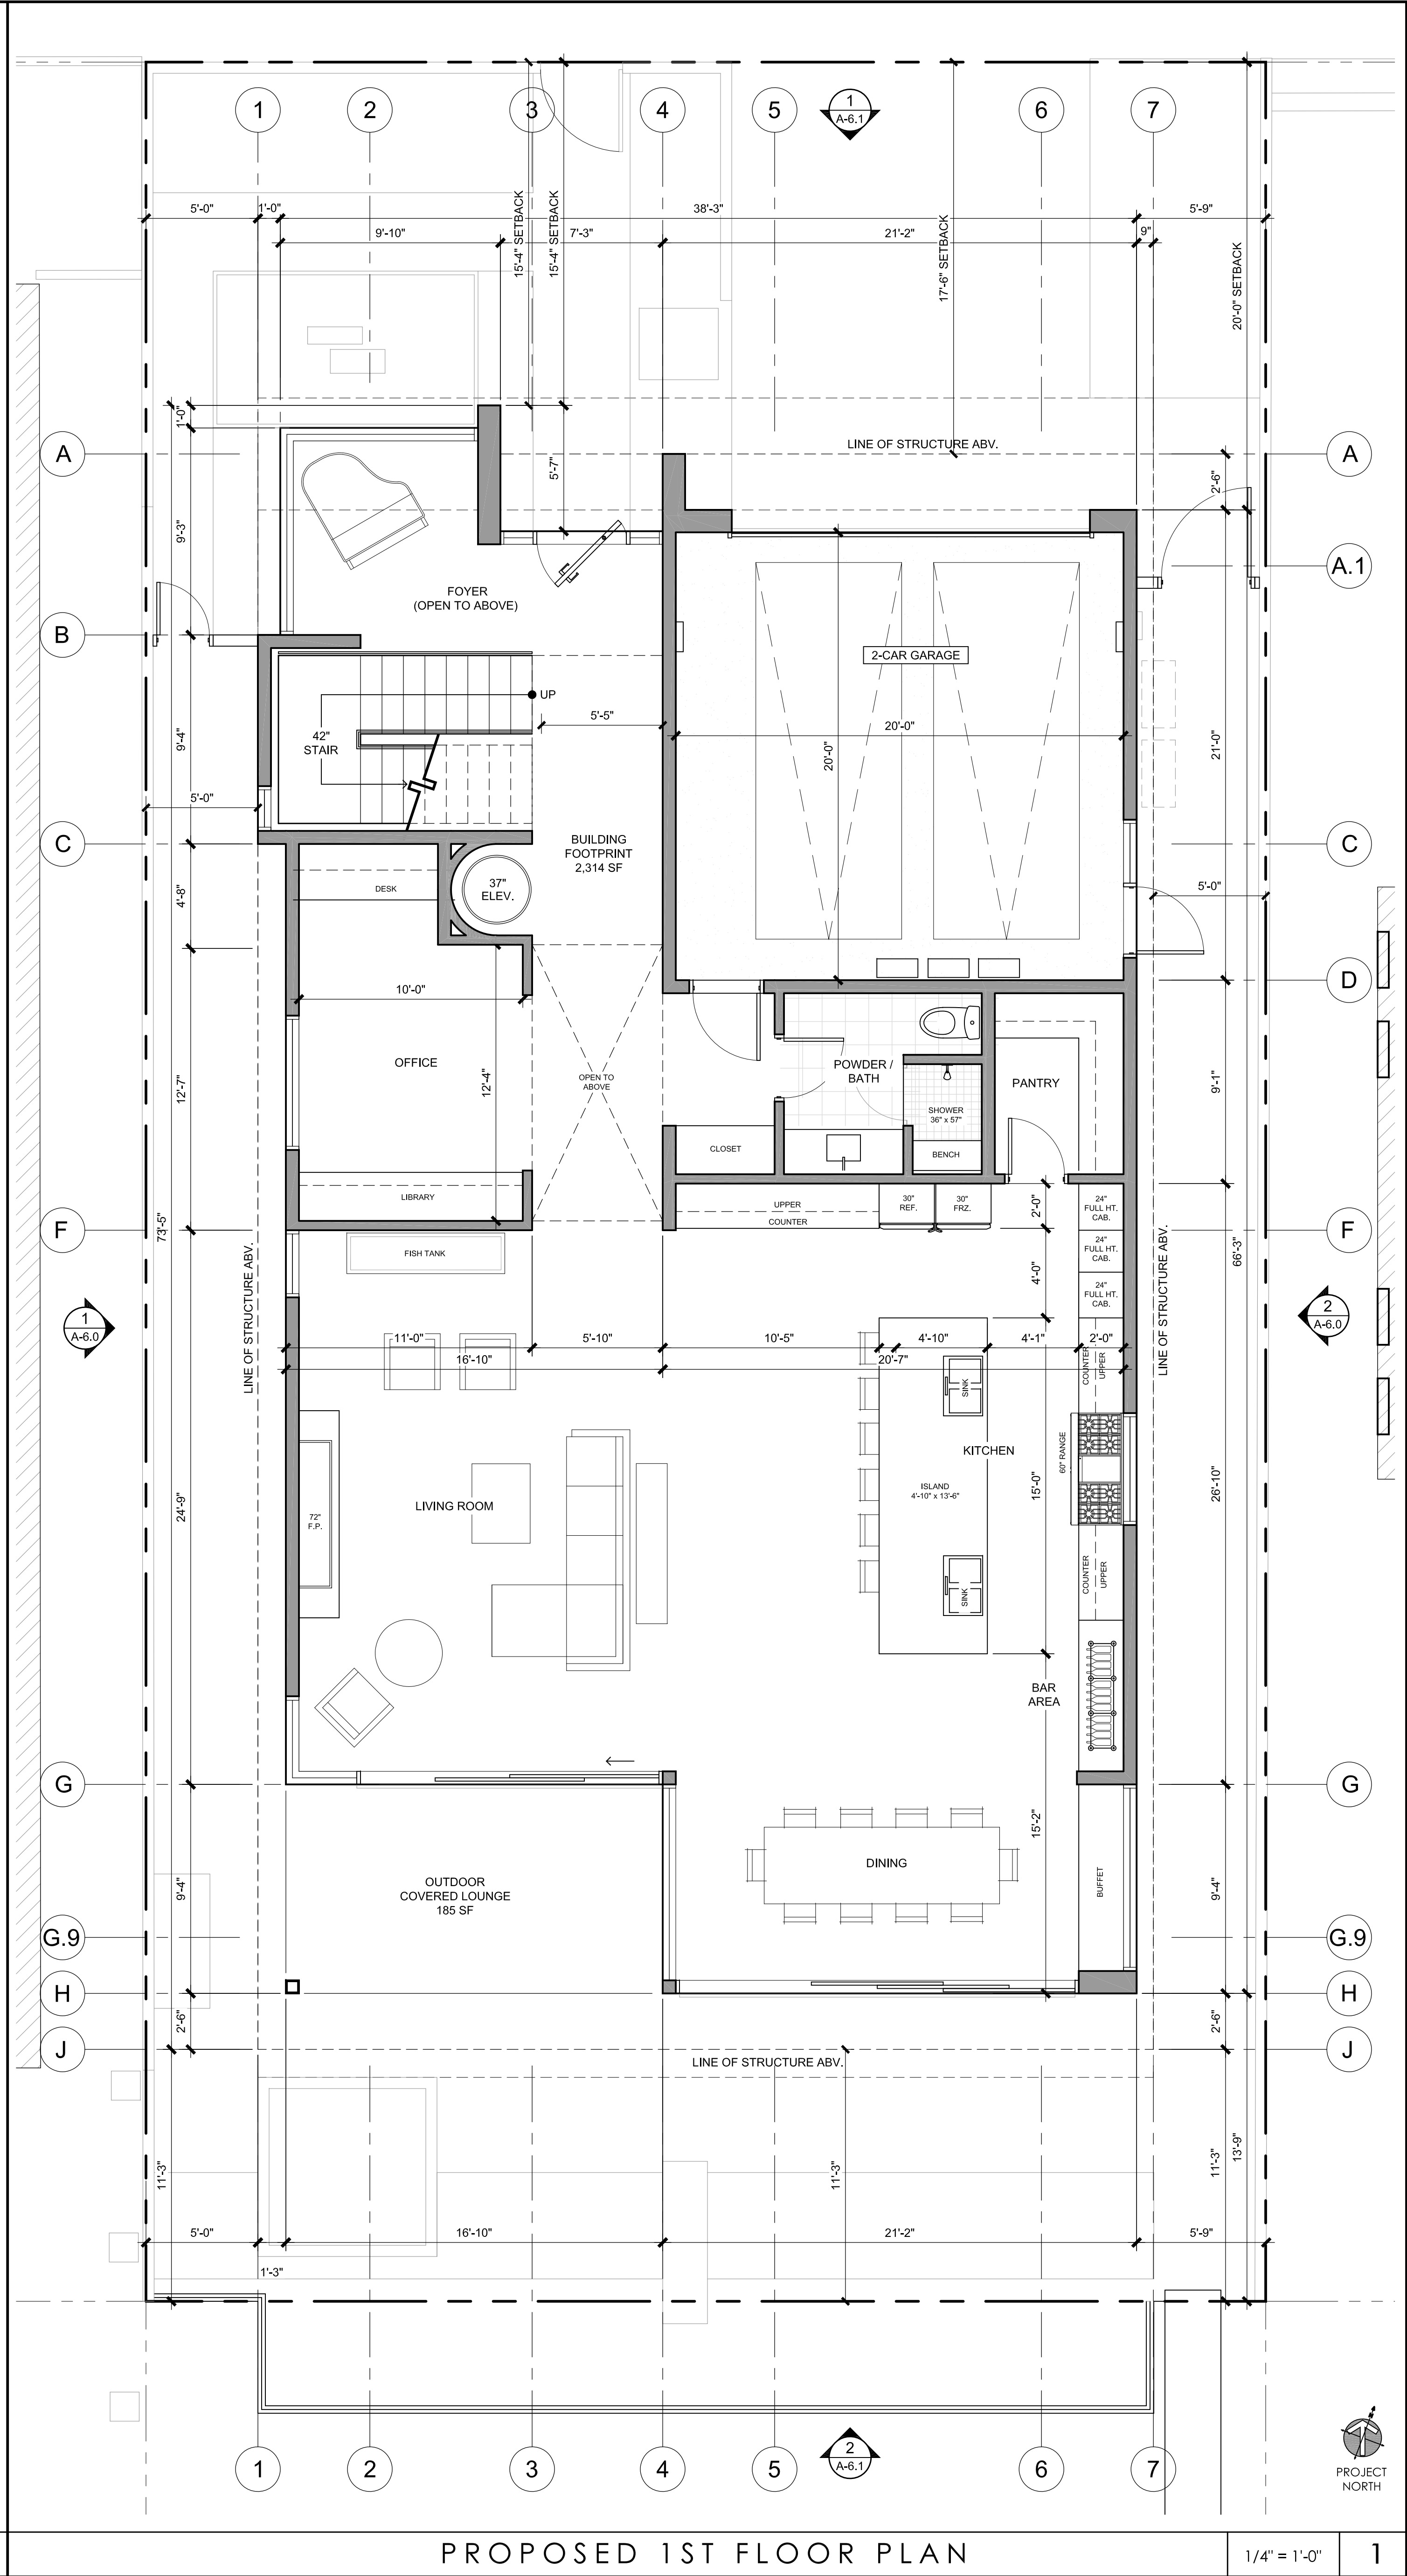 1 2 3 4 5 6 7
1
A-6.1
5'-0" 1'-0" 38'-3" 5'-9"
9'-10" 7'-3" 21'-2" 9"
15'-4" SETBACK
15'-4" SETBACK
17'-6" SETBACK
20'-0" SETBACK
1'-0"
A
LINE OF STRUCTURE ABV.
A
5'-7"
2'-6"
9'-3"
A.1
FOYER
(OPEN TO ABOVE)
B
2-CAR GARAGE
UP
5'-5"
20'-0"
20'-0"
42"
STAIR
9'-4"
21'-0"
5'-0"
C
BUILDING
FOOTPRINT
2,314 SF
C
DESK
37"
ELEV.
4'-8"
5'-0"
D
10'-0"
OFFICE
12'-4"
12'-7"
OPEN TO
ABOVE
POWDER /
BATH
PANTRY
9'-1"
SHOWER
36" x 57"
CLOSET
BENCH
LIBRARY
UPPER
COUNTER
30"
REF.
30"
FRZ.
2'-0"
24"
FULL HT.
CAB.
24"
FULL HT.
CAB.
24"
FULL HT.
CAB.
F
73'-5"
F
FISH TANK
4'-0"
66'-3"
LINE OF STRUCTURE ABV.
LINE OF STRUCTURE ABV.
1
A-6.0
2
A-6.0
11'-0" 5'-10" 10'-5" 4'-10" 4'-1" 2'-0"
16'-10" 20'-7"
COUNTER
UPPER
SINK
KITCHEN
60" RANGE
ISLAND
4'-10" x 13'-6"
15'-0"
26'-10"
24'-9"
LIVING ROOM
72"
F.P.
SINK
COUNTER
UPPER
BAR
AREA
G
G
15'-2"
DINING
BUFFET
OUTDOOR
COVERED LOUNGE
185 SF
9'-4"
9'-4"
G.9
G.9
H
H
2'-6"
2'-6"
J
J
LINE OF STRUCTURE ABV.
11'-3"
11'-3"
11'-3"
13'-9"
5'-0" 16'-10" 21'-2" 5'-9"
1'-3"
1 2 3 4 5 6 7
2
A-6.1
N
PROJECT
NORTH
PROPOSED 1ST FLOOR PLAN
1/4" = 1'-0"
1